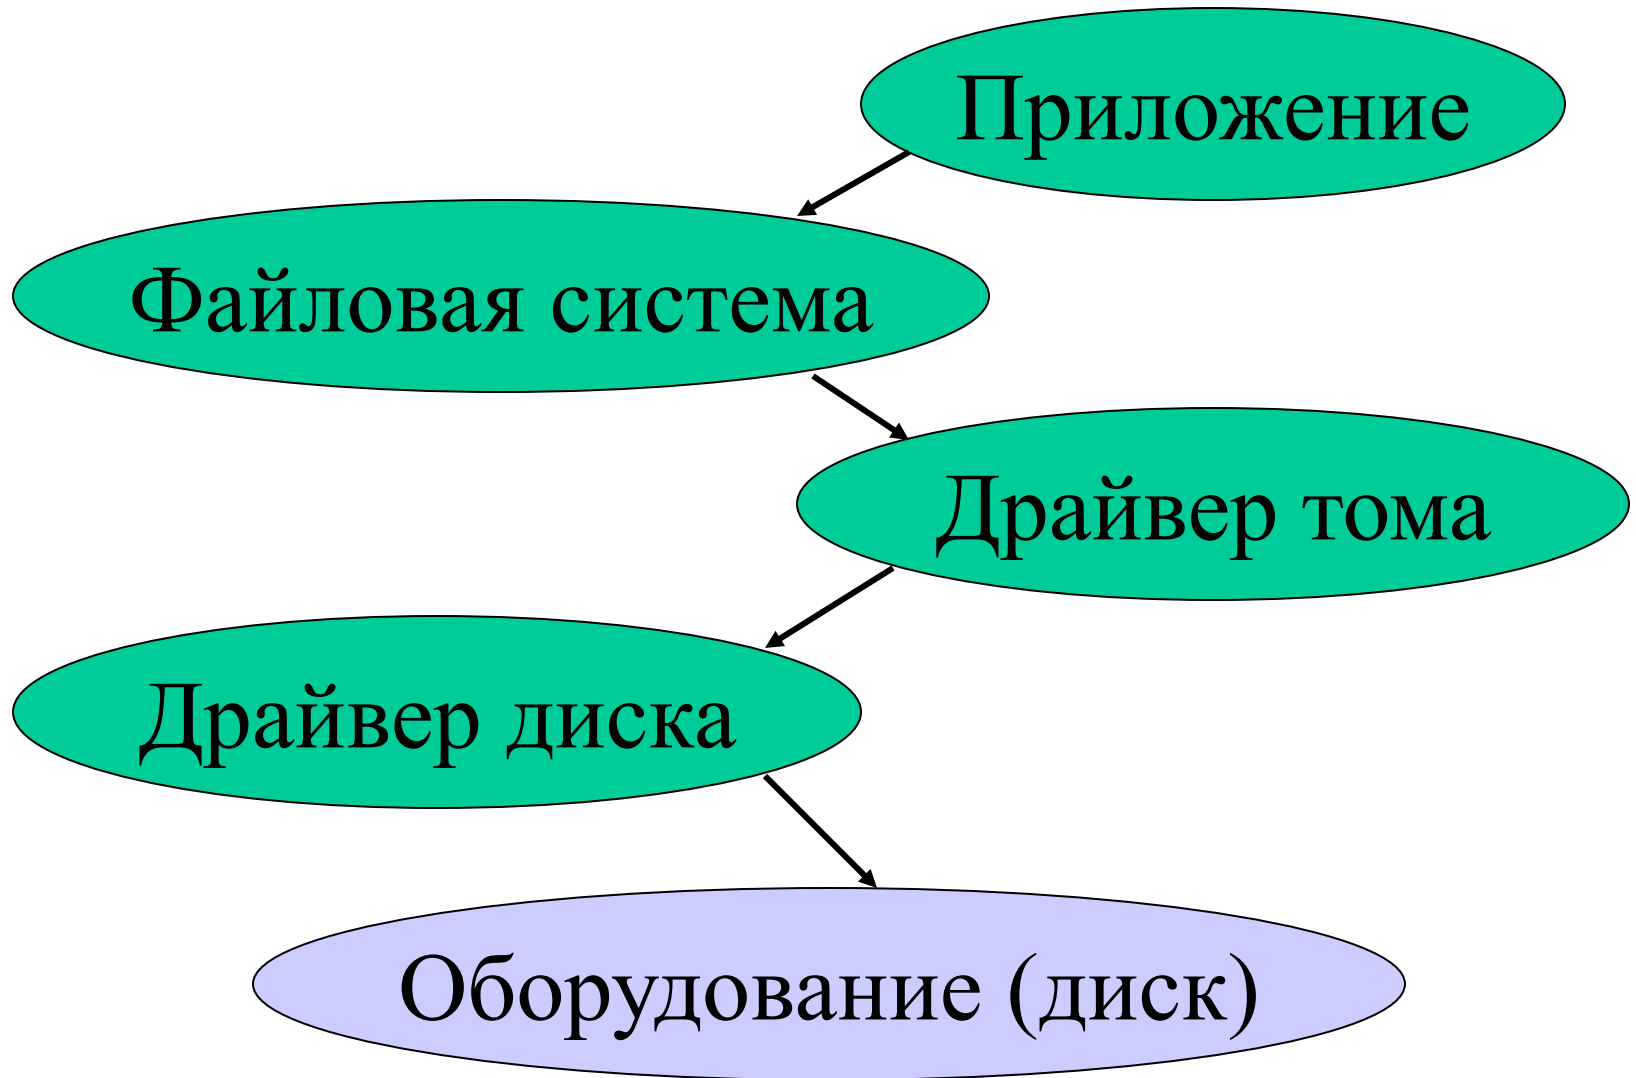 Приложение
Файловая система
Драйвер тома
Драйвер диска
Оборудование (диск)